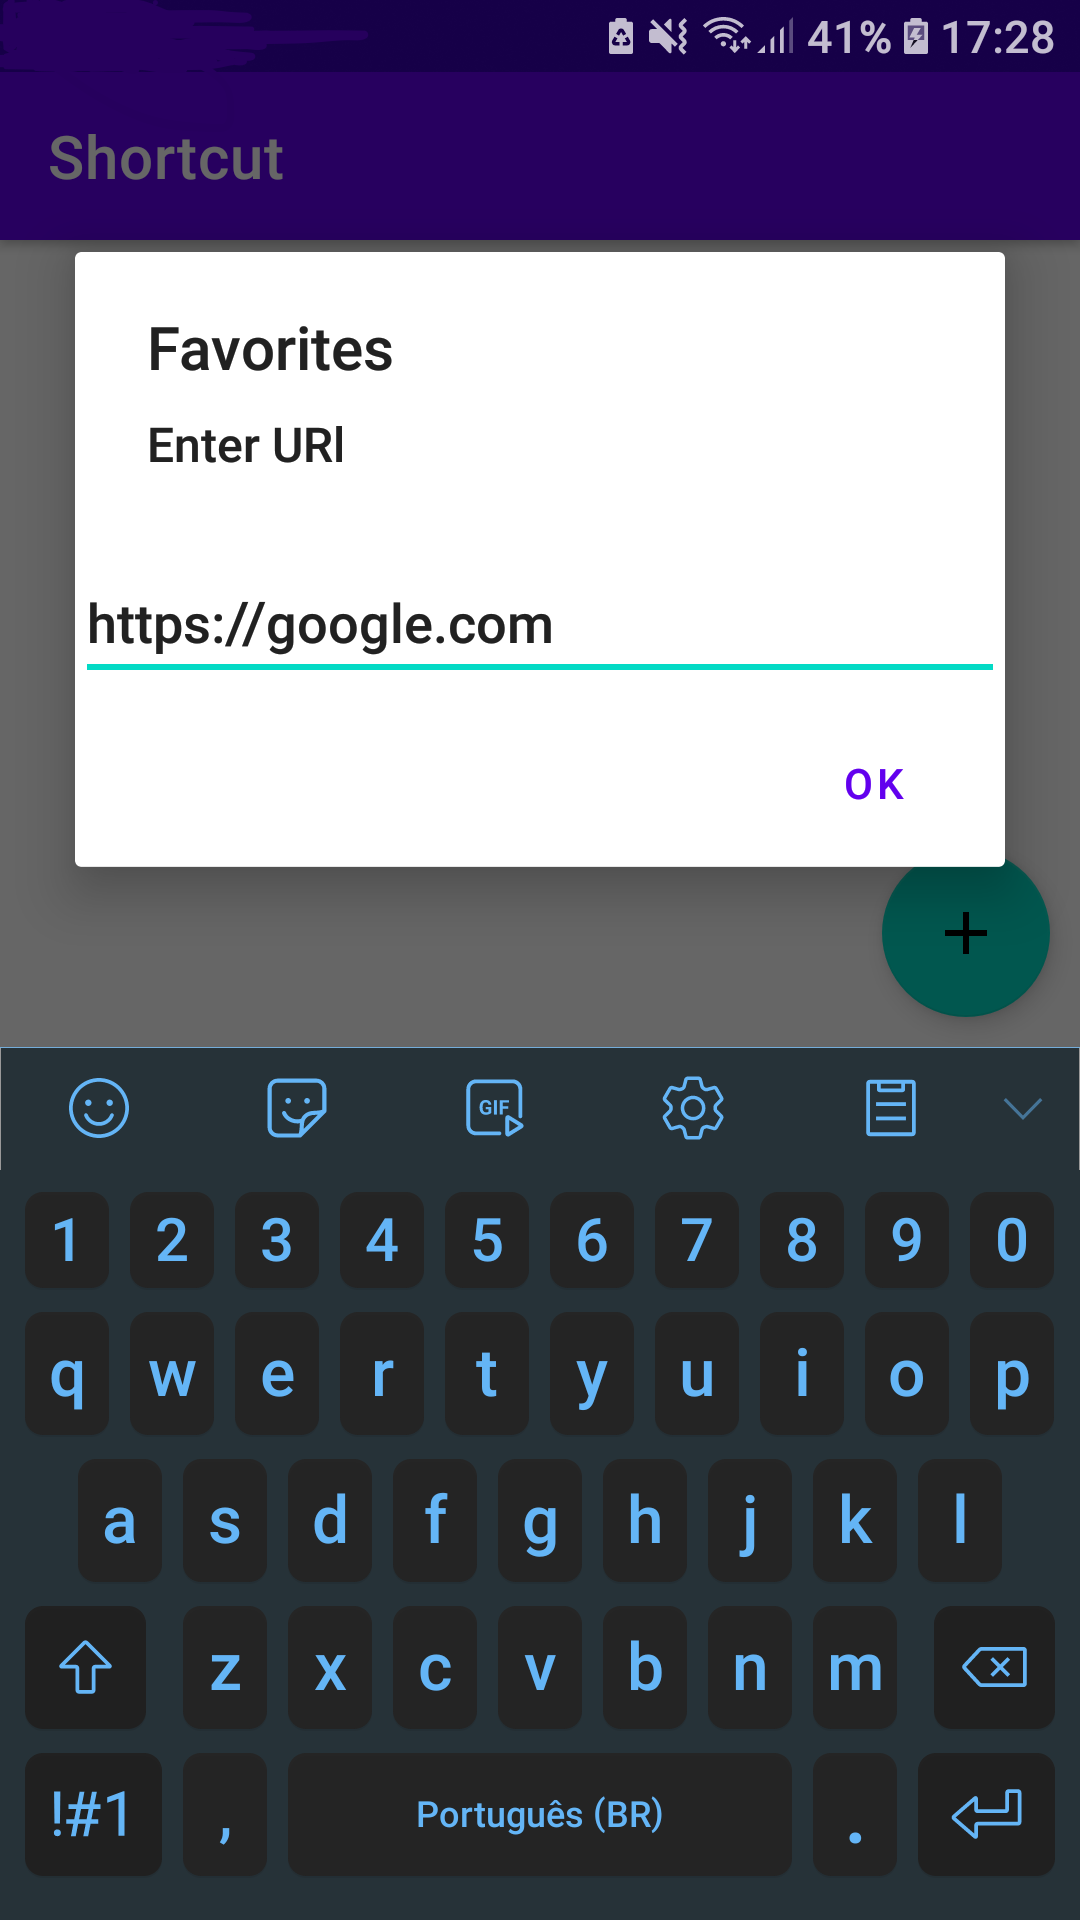 41% 17:28
Shortcut
Favorites
Enter URl
https://google.com
OK
+
GIF
1 2 3 4 5 6 7 8 9 0
q w e r t y u i o p
a s d f g h j k l
z x c v b n m
!#1 , Português (BR) .